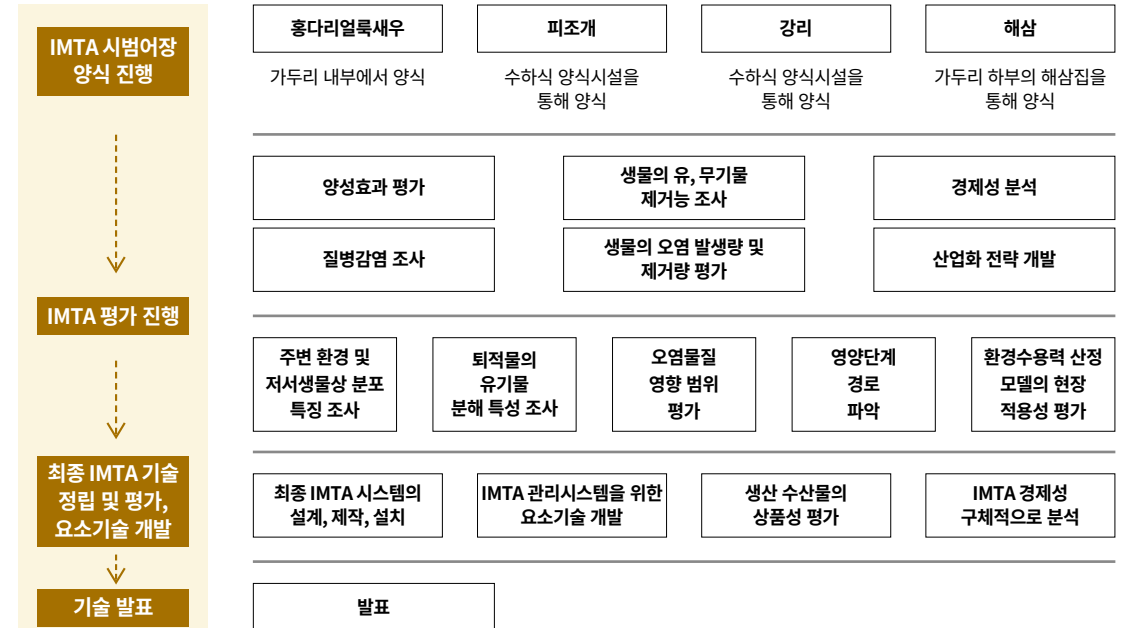 IMTA 시범어장
양식 진행
홍다리얼룩새우
피조개
강리
해삼
가두리 내부에서 양식
수하식 양식시설을
통해 양식
수하식 양식시설을
통해 양식
가두리 하부의 해삼집을
통해 양식
양성효과 평가
생물의 유, 무기물
제거능 조사
경제성 분석
질병감염 조사
생물의 오염 발생량 및
제거량 평가
산업화 전략 개발
IMTA 평가 진행
주변 환경 및
저서생물상 분포
특징 조사
퇴적물의
유기물
분해 특성 조사
오염물질
영향 범위
평가
영양단계
경로
파악
환경수용력 산정
모델의 현장
적용성 평가
최종 IMTA 기술
정립 및 평가,
요소기술 개발
최종 IMTA 시스템의
설계, 제작, 설치
IMTA 관리시스템을 위한
요소기술 개발
생산 수산물의
상품성 평가
IMTA 경제성
구체적으로 분석
기술 발표
발표